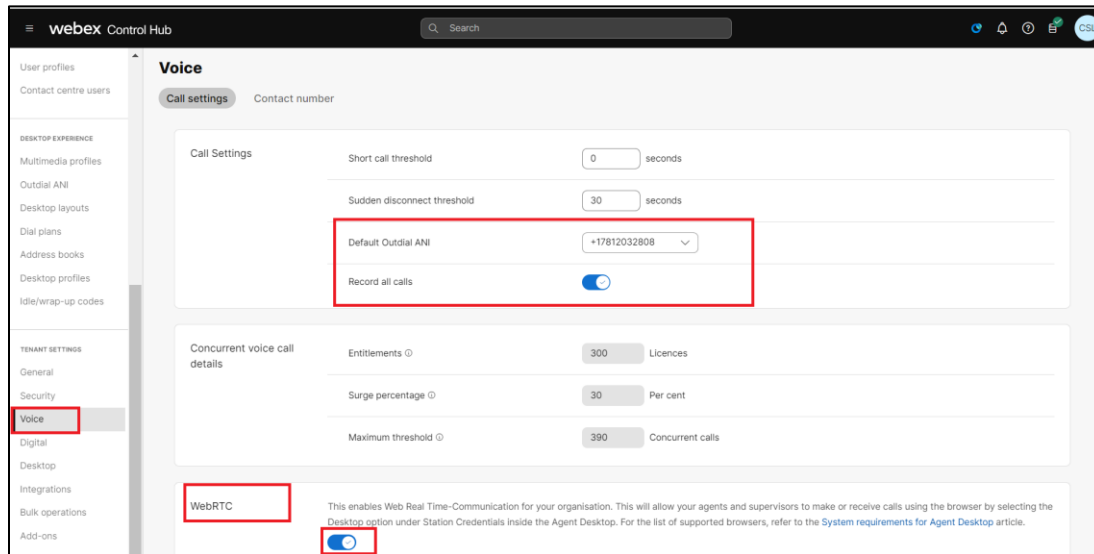 webex Control Hub
Search
CSL
User profiles
Contact centre users
DESKTOP EXPERIENCE
Multimedia profiles
Outdial ANI
Desktop layouts
Dial plans
Address books
Desktop profiles
Idle/wrap-up codes
TENANT SETTINGS
General
Security
Voice
Digital
Desktop
Integrations
Bulk operations
Add-ons
Voice
Call settings Contact number
Call Settings
Short call threshold 0 seconds
Sudden disconnect threshold 30 seconds
Default Outdial ANI +17812032808
Record all calls
Concurrent voice call
details
Entitlements 300 Licences
Surge percentage 30 Per cent
Maximum threshold 390 Concurrent calls
WebRTC
This enables Web Real Time-Communication for your organisation. This will allow your agents and supervisors to make or receive calls using the browser by selecting the
Desktop option under Station Credentials inside the Agent Desktop. For the list of supported browsers, refer to the System requirements for Agent Desktop article.